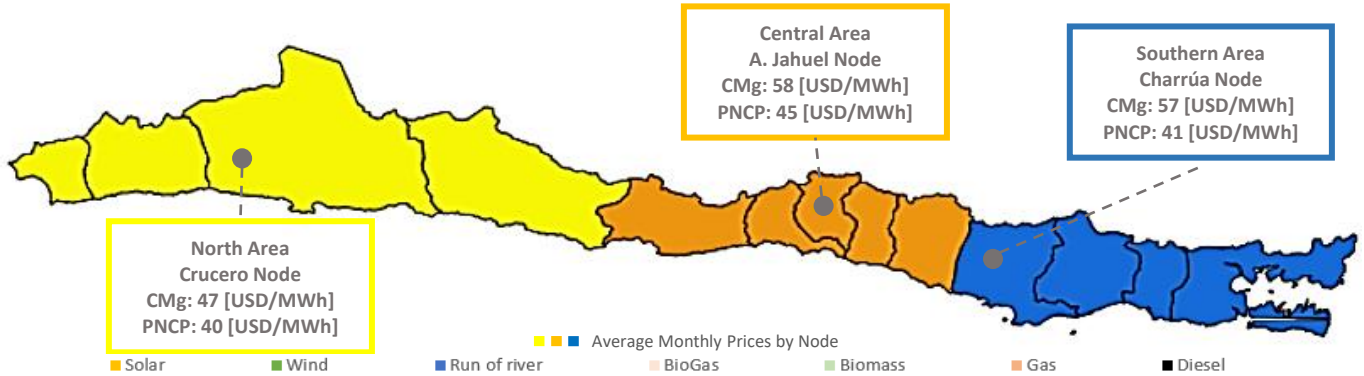 Central Area
A. Jahuel Node
CMg: 58 [USD/MWh]
PNCP: 45 [USD/MWh]
Southern Area
Charrúa Node
CMg: 57 [USD/MWh]
PNCP: 41 [USD/MWh]
North Area
Crucero Node
CMg: 47 [USD/MWh]
PNCP: 40 [USD/MWh]
Average Monthly Prices by Node
Solar Wind Run of river BioGas Biomass Gas Diesel